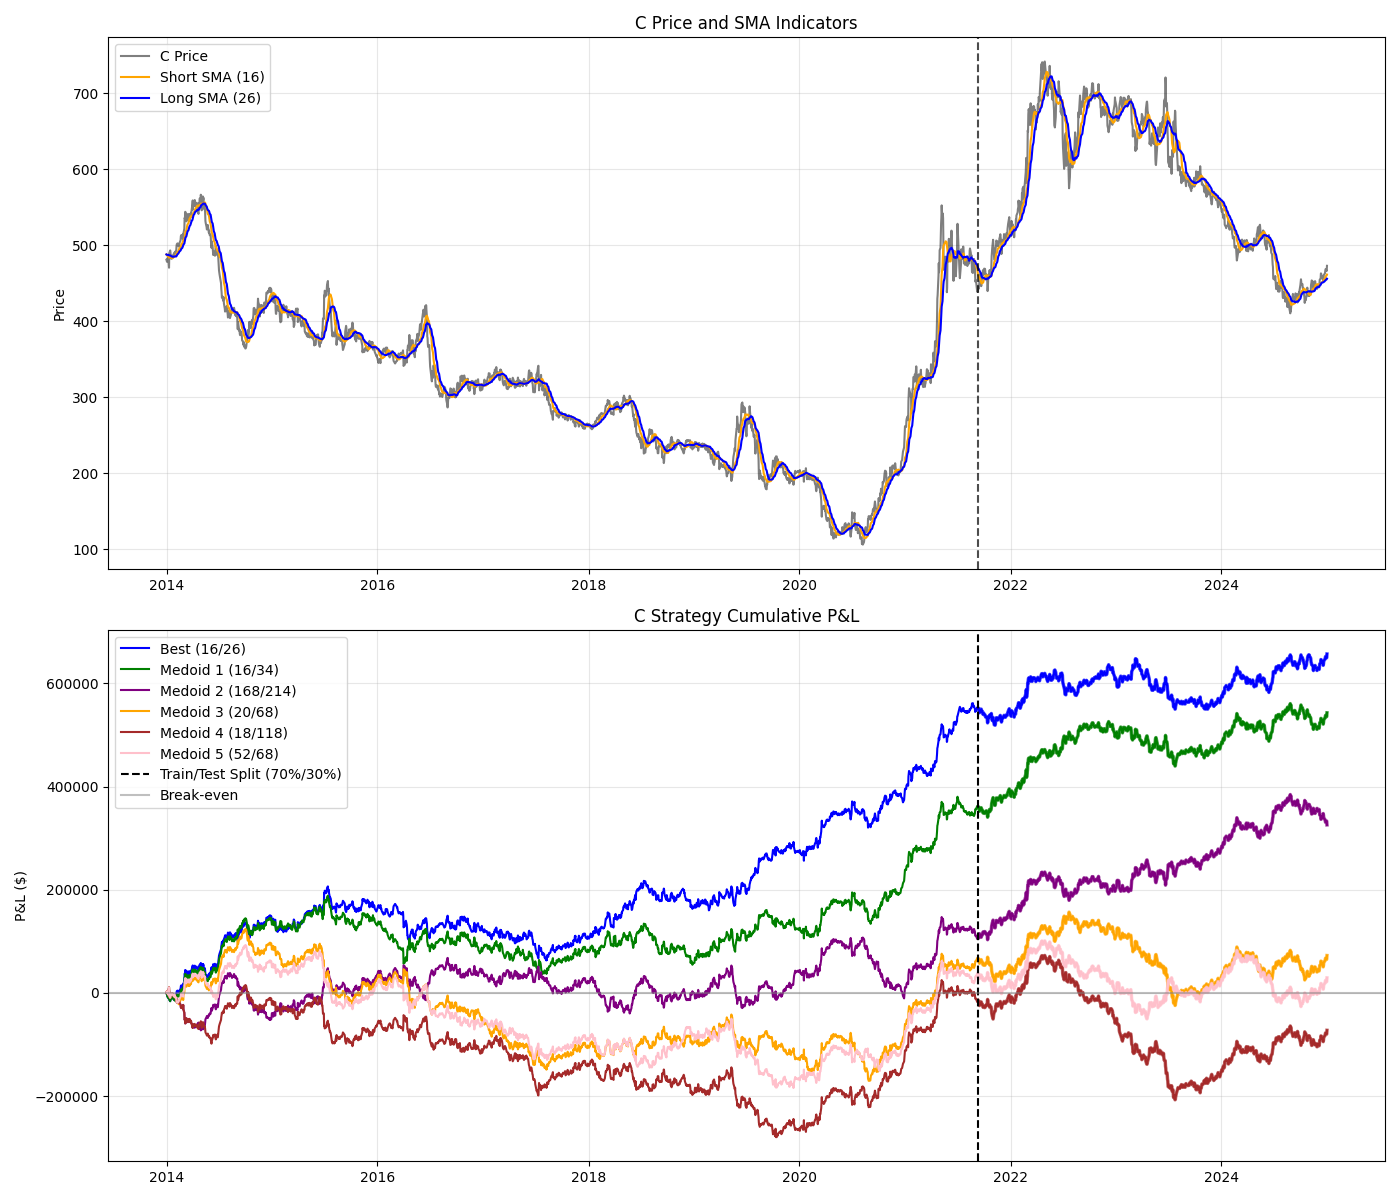 C Price and SMA Indicators
C Price
Short SMA (16)
Long SMA (26)
Price
700
600
500
400
300
200
100
2014
2016
2018
2020
2022
2024
C Strategy Cumulative P&L
Best (16/26)
Medoid 1 (16/34)
Medoid 2 (168/214)
Medoid 3 (20/68)
Medoid 4 (18/118)
Medoid 5 (52/68)
Train/Test Split (70%/30%)
Break-even
P&L ($)
600000
400000
200000
0
−200000
2014
2016
2018
2020
2022
2024